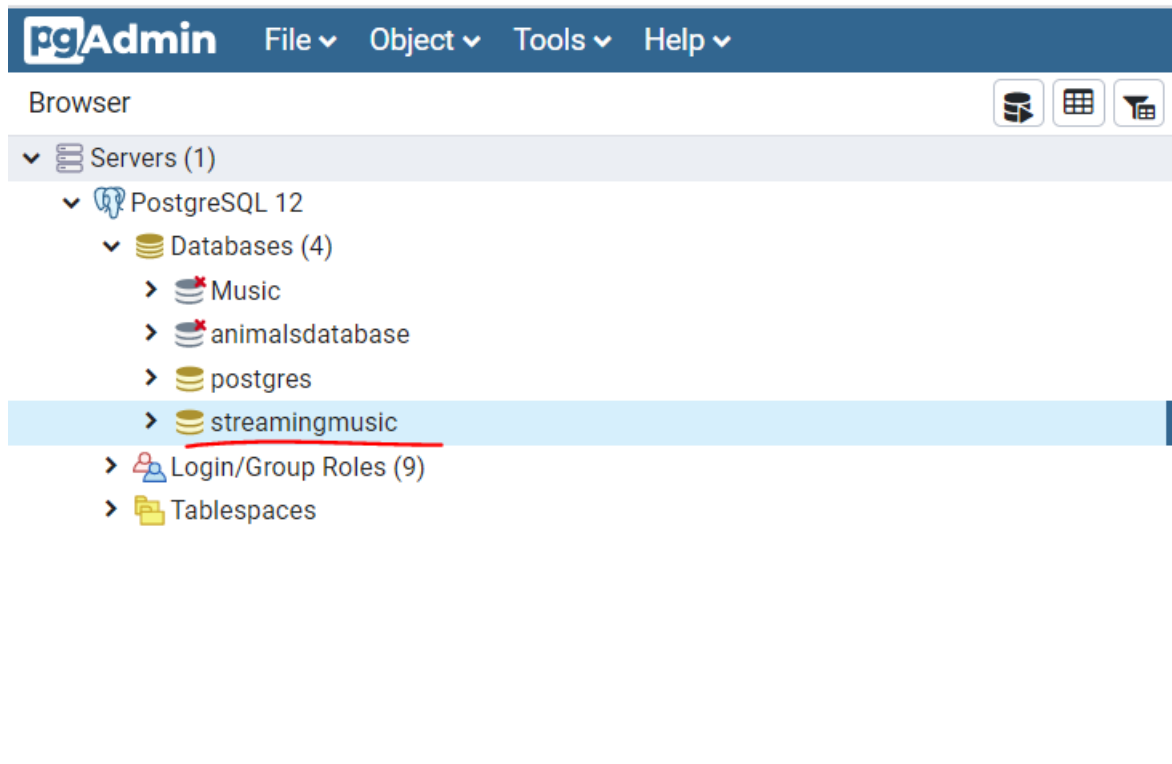 pgAdmin File Object Tools Help
Browser
Servers (1)
PostgreSQL 12
Databases (4)
Music
animalsdatabase
postgres
streamingmusic
Login/Group Roles (9)
Tablespaces